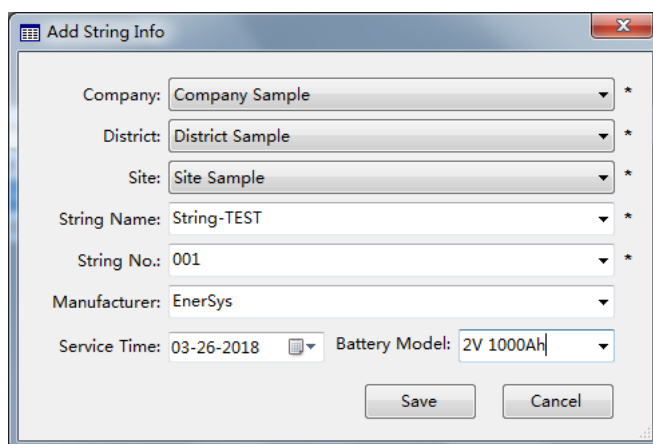 Add String Info
Company: Company Sample *
District: District Sample *
Site: Site Sample *
String Name: String-TEST *
String No.: 001 *
Manufacturer: EnerSys
Service Time: 03-26-2018 Battery Model: 2V 1000Ah
Save Cancel